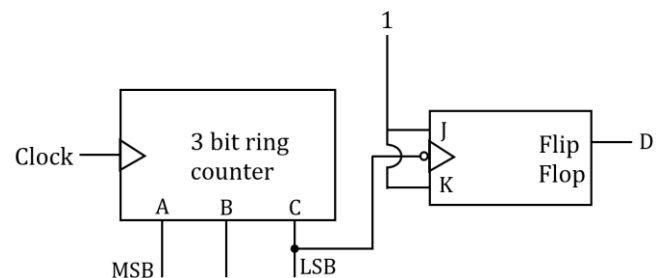 1
3 bit ring
counter
Clock
J
K
Flip
Flop
D
A B C
MSB
LSB